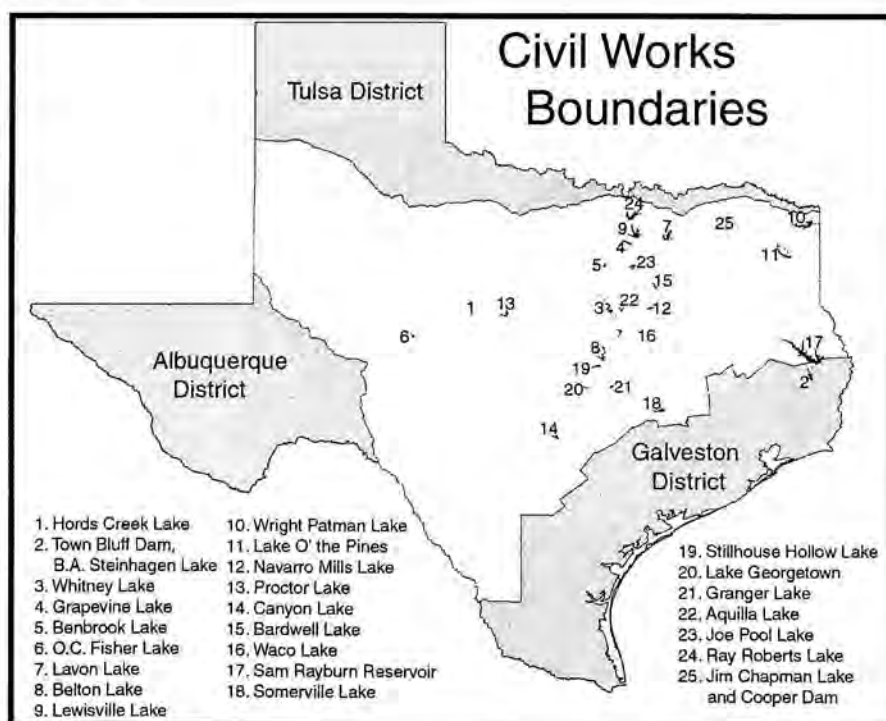 Civil Works
Boundaries
Tulsa District
24
10
9
7
25
4
11
5
23
15
1
13
3
22
12
6
16
8
17
Albuquerque
District
19
2
20
21
18
14
Galveston
District
1. Hords Creek Lake
2. Town Bluff Dam,
B.A. Steinhagen Lake
3. Whitney Lake
4. Grapevine Lake
5. Benbrook Lake
6. O.C. Fisher Lake
7. Lavon Lake
8. Belton Lake
9. Lewisville Lake
10. Wright Patman Lake
11. Lake O' the Pines
12. Navarro Mills Lake
13. Proctor Lake
14. Canyon Lake
15. Bardwell Lake
16. Waco Lake
17. Sam Rayburn Reservoir
18. Somerville Lake
19. Stillhouse Hollow Lake
20. Lake Georgetown
21. Granger Lake
22. Aquilla Lake
23. Joe Pool Lake
24. Ray Roberts Lake
25. Jim Chapman Lake
and Cooper Dam